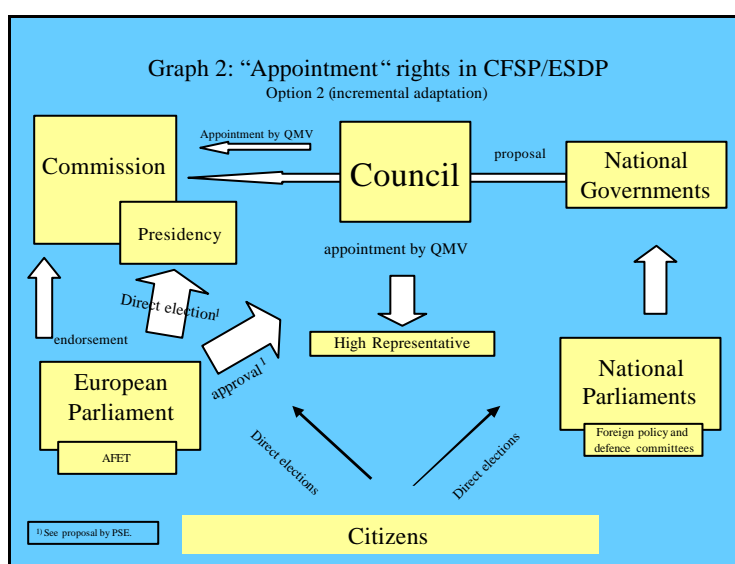 Graph 2: “Appointment“ rights in CFSP/ESDP
Option 2 (incremental adaptation)
Appointment by QMV
Commission
Council
proposal
National
Governments
Presidency
appointment by QMV
Direct election¹
endorsement
High Representative
approval ¹
European
Parliament
AFET
National
Parliaments
Foreign policy and
defence committees
Direct elections
Direct elections
¹⁾ See proposal by PSE.
Citizens